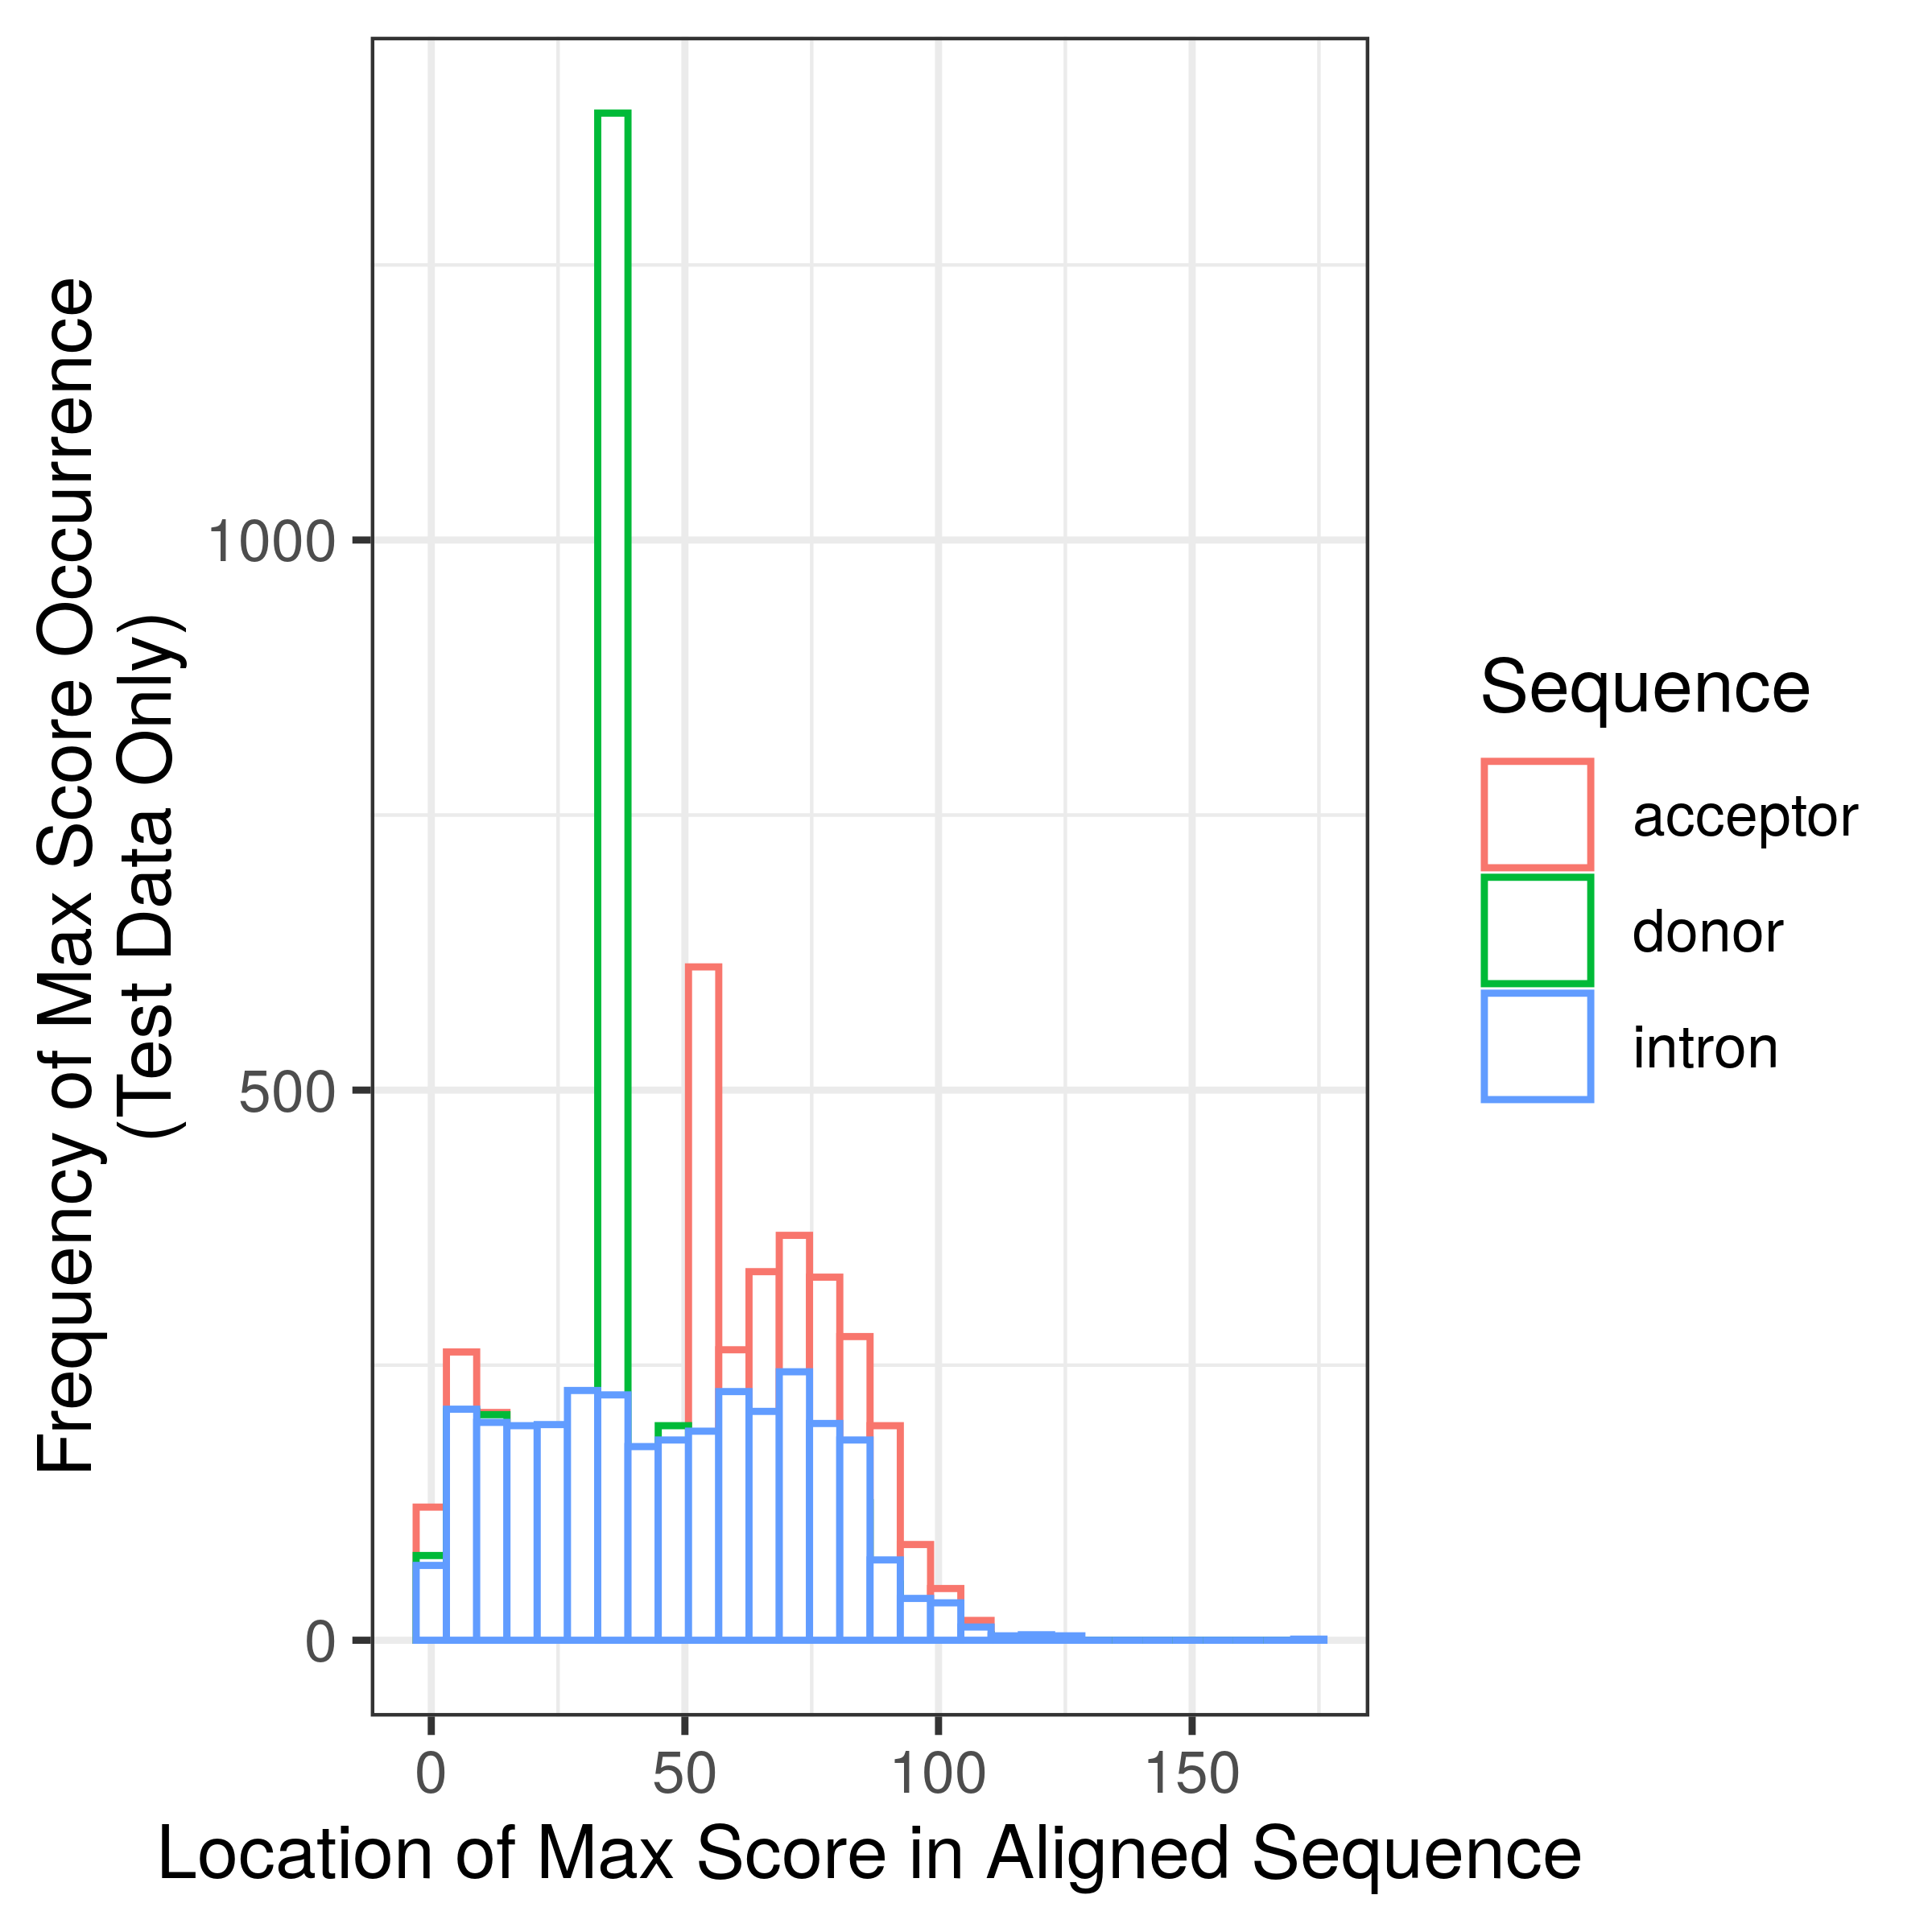 Frequency of Max Score Occurrence
(Test Data Only)
1000
500
0
0 50 100 150
Location of Max Score in Aligned Sequence
Sequence
acceptor
donor
intron